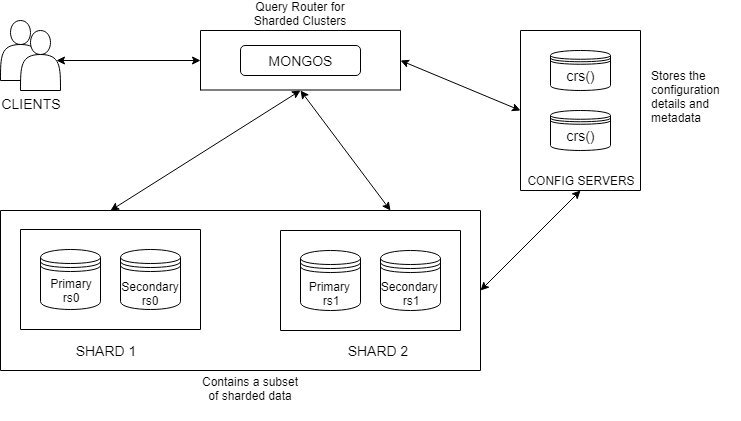 Query Router for
Sharded Clusters
MONGOS
CLIENTS
crs()
crs()
CONFIG SERVERS
Stores the
configuration
details and
metadata
Primary
rs0
Secondary
rs0
Primary
rs1
Secondary
rs1
SHARD 1
SHARD 2
Contains a subset
of sharded data